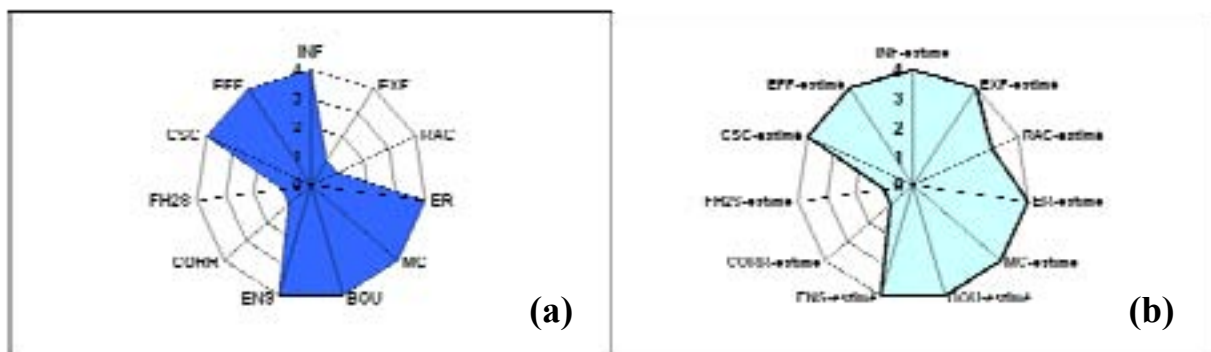 INF
EXF
RAC
ER
MC
BOU
ENS
CORR
FH2S
CSC
EFF
4
3
2
1
0
(a)
INF-estime
EXF-estime
RAC-estime
ER-estime
MC-estime
BOU-estime
ENS-estime
CORR-estime
FH2S-estime
CSC-estime
EFF-estime
4
3
2
1
0
(b)